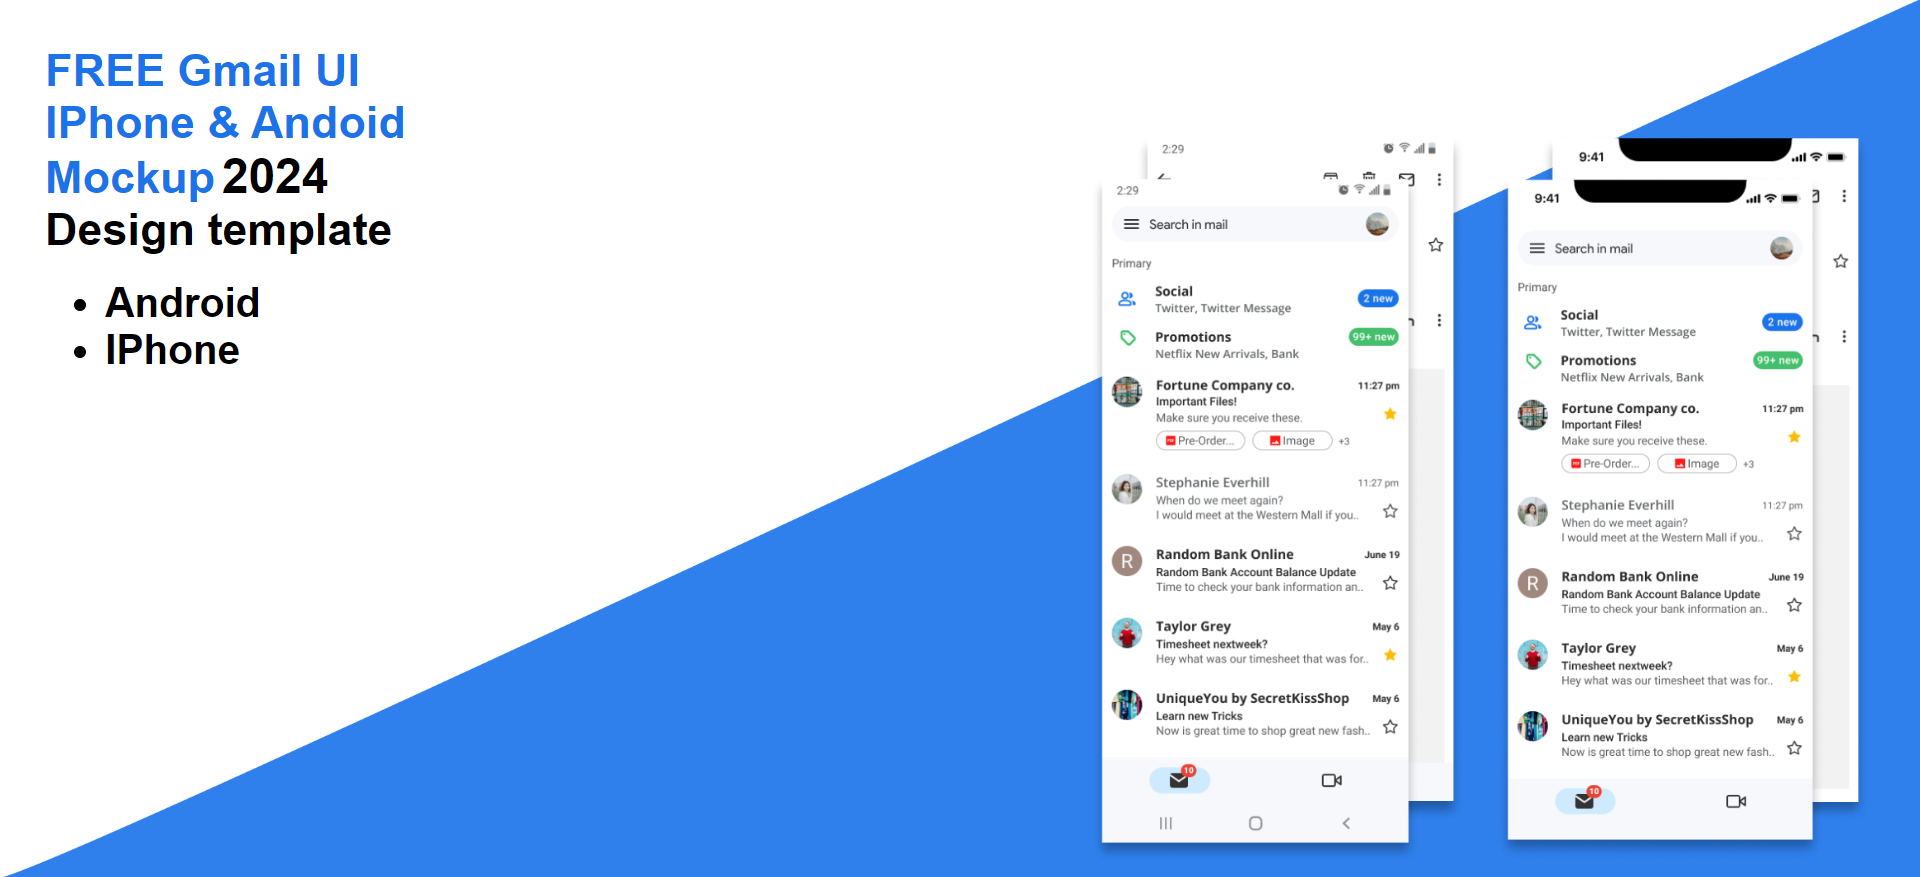 FREE Gmail UI
IPhone & Andoid
Mockup 2024
Design template
• Android
• IPhone
2:29
2:29
Search in mail
Primary
Social
2 new
Twitter, Twitter Message
Promotions
99+ new
Netflix New Arrivals, Bank
Fortune Company co.
11:27 pm
Important Files!
Make sure you receive these.
PDF Pre-Order...
Image
+3
Stephanie Everhill
11:27 pm
When do we meet again?
I would meet at the Western Mall if you..
R
Random Bank Online
June 19
Random Bank Account Balance Update
Time to check your bank information an..
Taylor Grey
May 6
Timesheet nextweek?
Hey what was our timesheet that was for..
UniqueYou by SecretKissShop
May 6
Learn new Tricks
Now is great time to shop great new fash..
10
9:41
9:41
Search in mail
Primary
Social
2 new
Twitter, Twitter Message
Promotions
99+ new
Netflix New Arrivals, Bank
Fortune Company co.
11:27 pm
Important Files!
Make sure you receive these.
PDF Pre-Order...
Image
+3
Stephanie Everhill
11:27 pm
When do we meet again?
I would meet at the Western Mall if you..
R
Random Bank Online
June 19
Random Bank Account Balance Update
Time to check your bank information an..
Taylor Grey
May 6
Timesheet nextweek?
Hey what was our timesheet that was for..
UniqueYou by SecretKissShop
May 6
Learn new Tricks
Now is great time to shop great new fash..
10